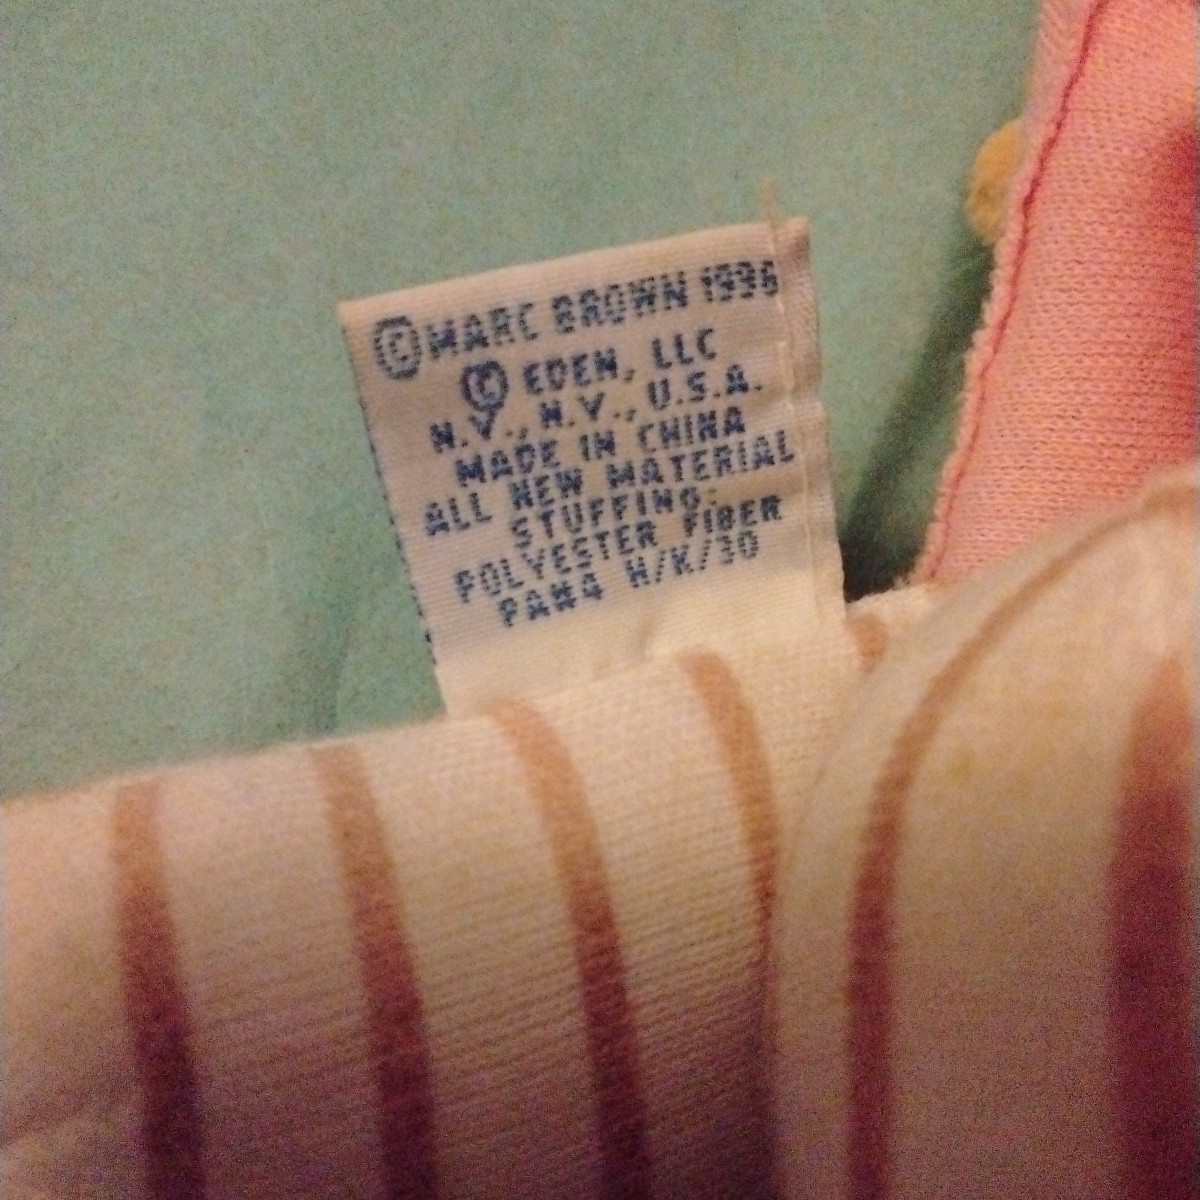 © MARC BROWN 1996
© EDEN, LLC
N.Y., N.Y., U.S.A.
MADE IN CHINA
ALL NEW MATERIAL
STUFFING:
POLYESTER FIBER
PA#4 H/K/30